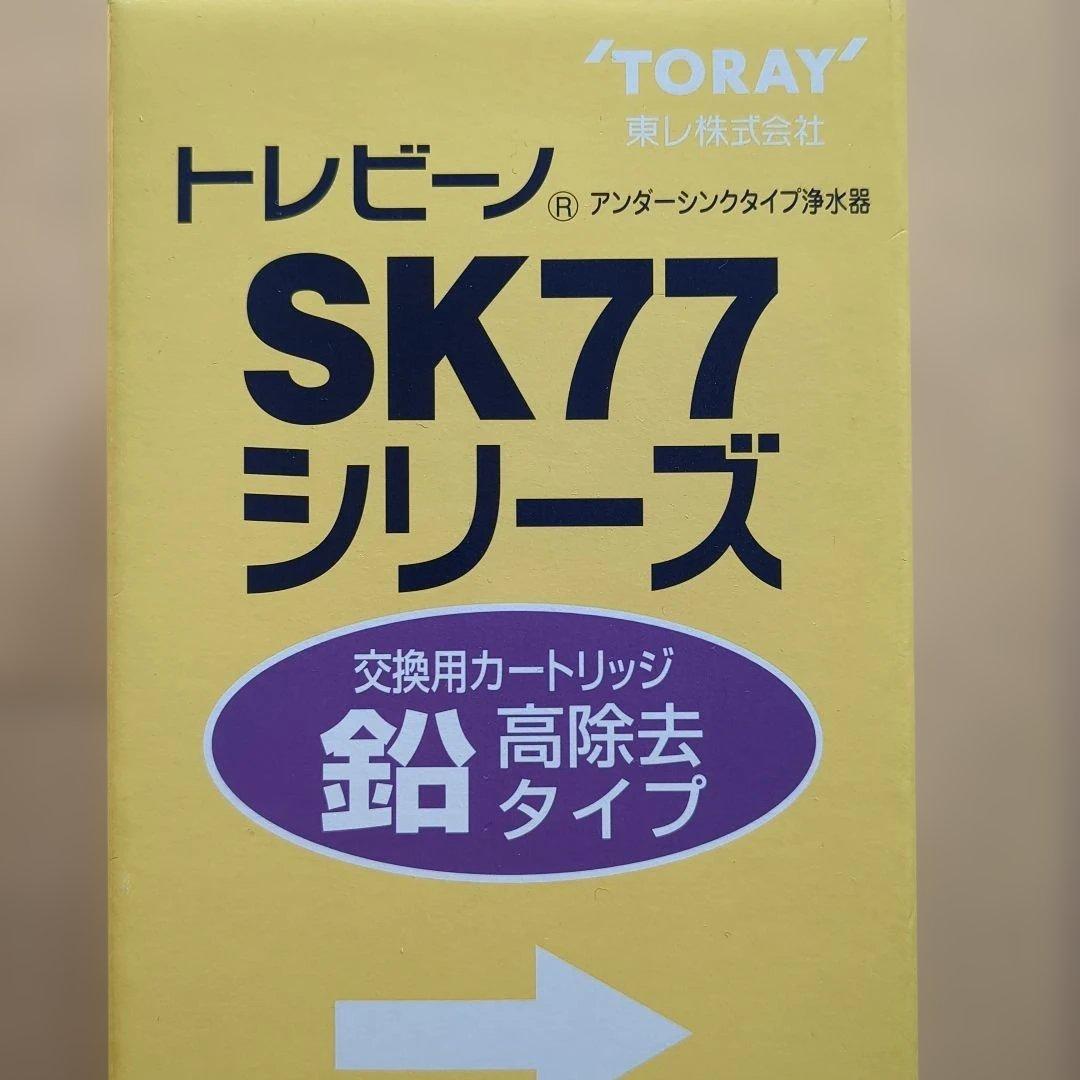 'TORAY'
東レ株式会社
トレビーノ® アンダーシンクタイプ浄水器
SK77
シリーズ
交換用カートリッジ
鉛 高除去
タイプ